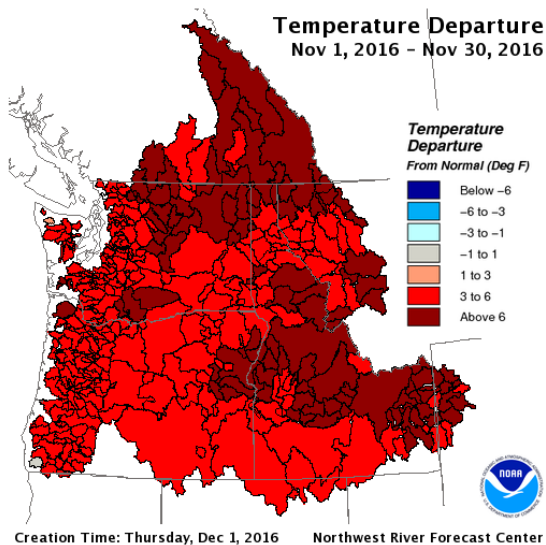 Temperature Departure
Nov 1, 2016 - Nov 30, 2016
Temperature
Departure
From Normal (Deg F)
Below -6
-6 to -3
-3 to -1
-1 to 1
1 to 3
3 to 6
Above 6
NOAA
Creation Time: Thursday, Dec 1, 2016
Northwest River Forecast Center